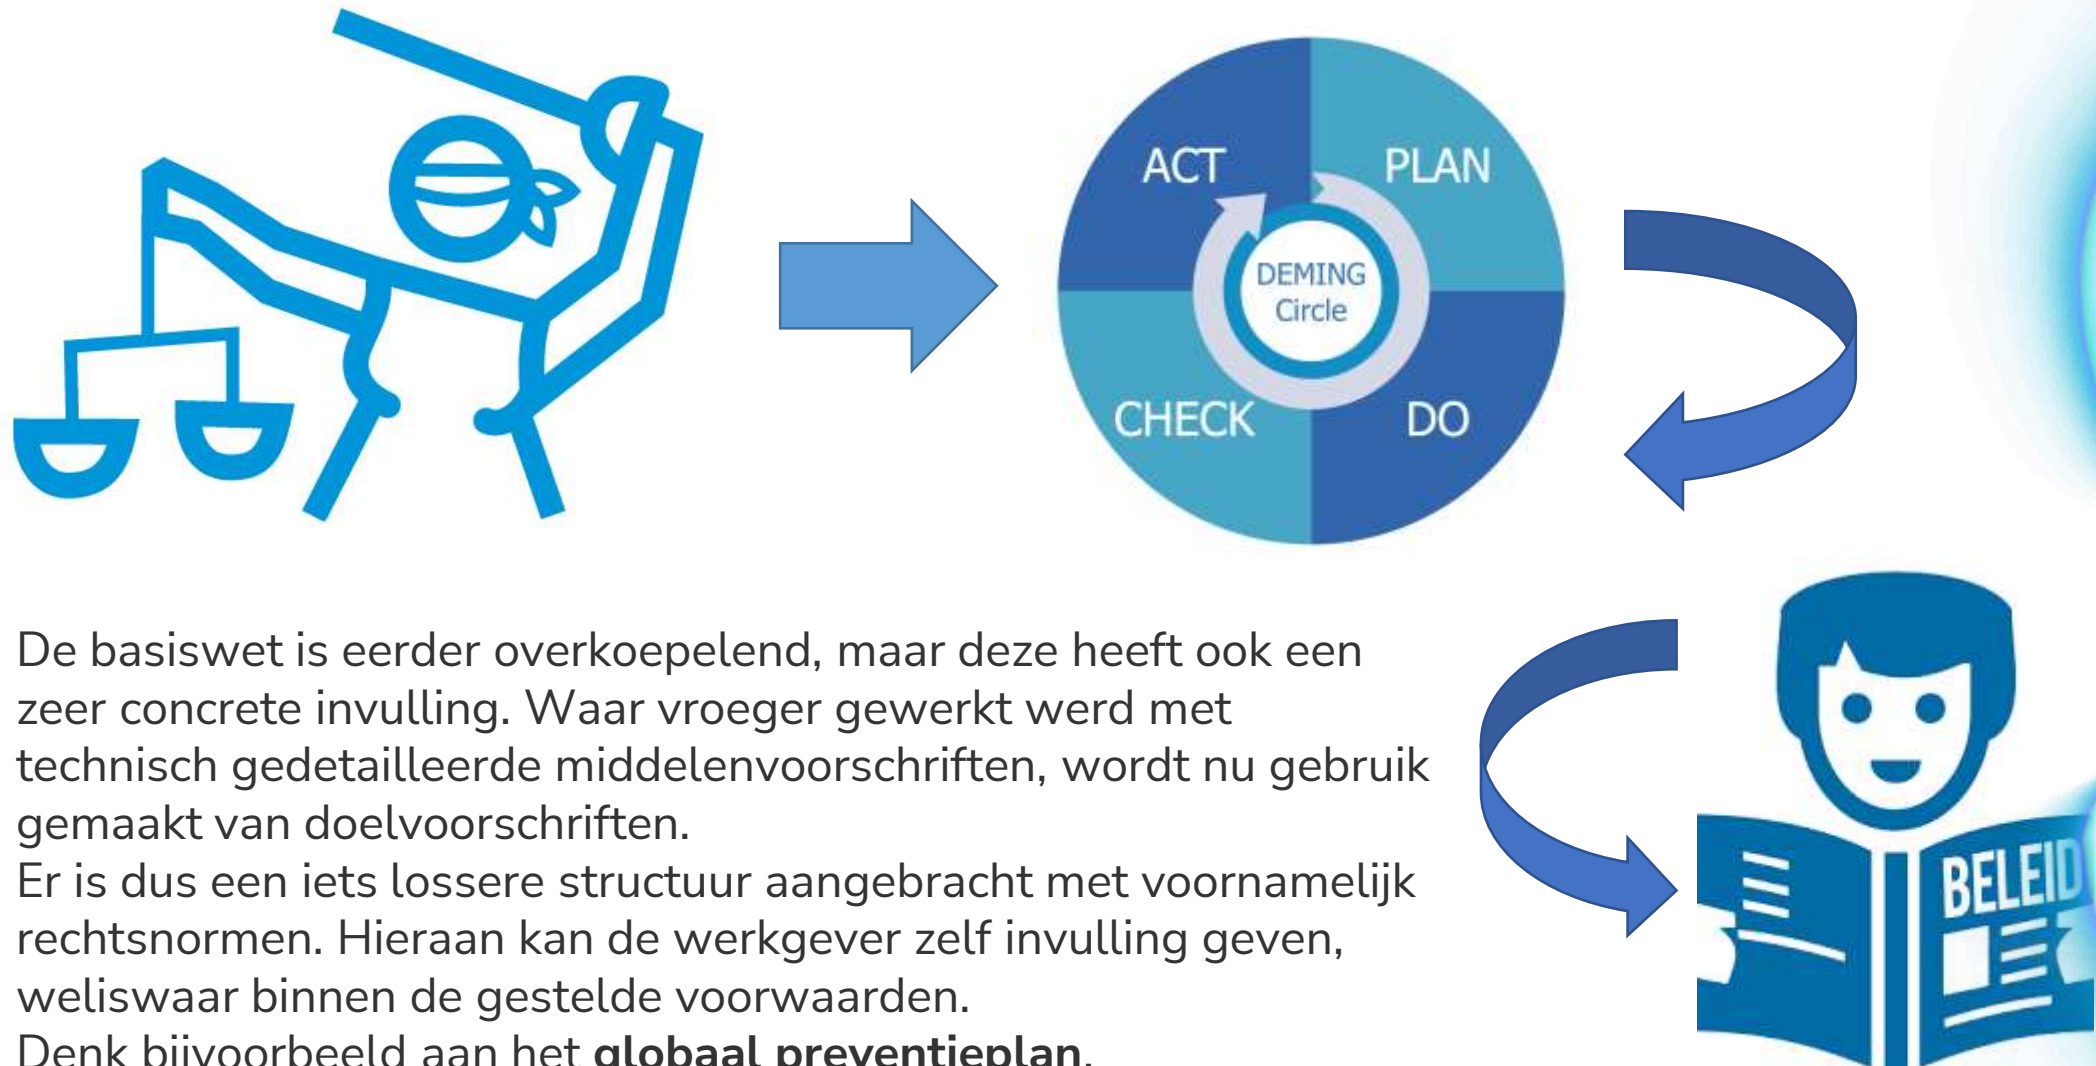 ACT
PLAN
DEMING
Circle
CHECK
DO
De basiswet is eerder overkoepelend, maar deze heeft ook een
zeer concrete invulling. Waar vroeger gewerkt werd met
technisch gedetailleerde middelenvoorschriften, wordt nu gebruik
gemaakt van doelvoorschriften.
Er is dus een iets lossere structuur aangebracht met voornamelijk
rechtsnormen. Hieraan kan de werkgever zelf invulling geven,
weliswaar binnen de gestelde voorwaarden.
Denk bijvoorbeeld aan het globaal preventieplan.
BELEID